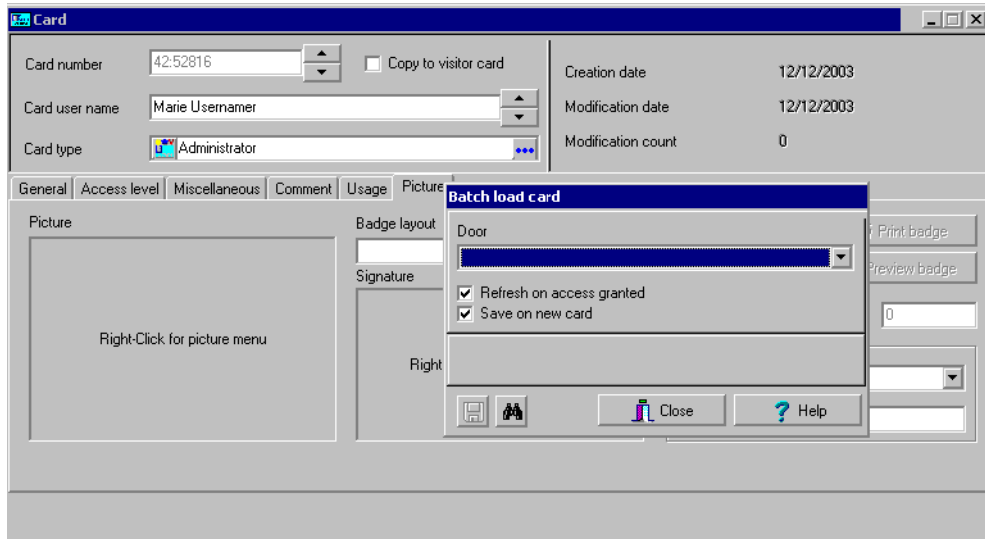 Card
Card number
42:52816
Copy to visitor card
Card user name
Marie Usernamer
Card type
Administrator
Creation date 12/12/2003
Modification date 12/12/2003
Modification count 0
General Access level Miscellaneous Comment Usage Picture
Picture
Right-Click for picture menu
Badge layout
Signature
Right
Batch load card
Door
Refresh on access granted
Save on new card
Close
Help
Print badge
Preview badge
0